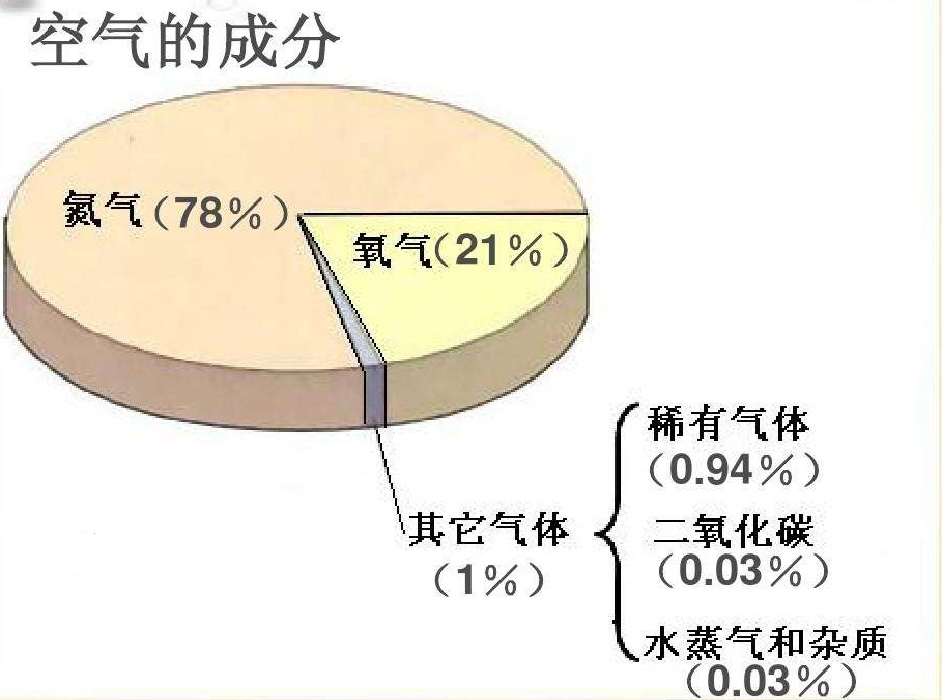 空气的成分
氮气（78％）
氧气（21％）
其它气体
（1％）
稀有气体
（0.94％）
二氧化碳
（0.03％）
水蒸气和杂质
（0.03％）